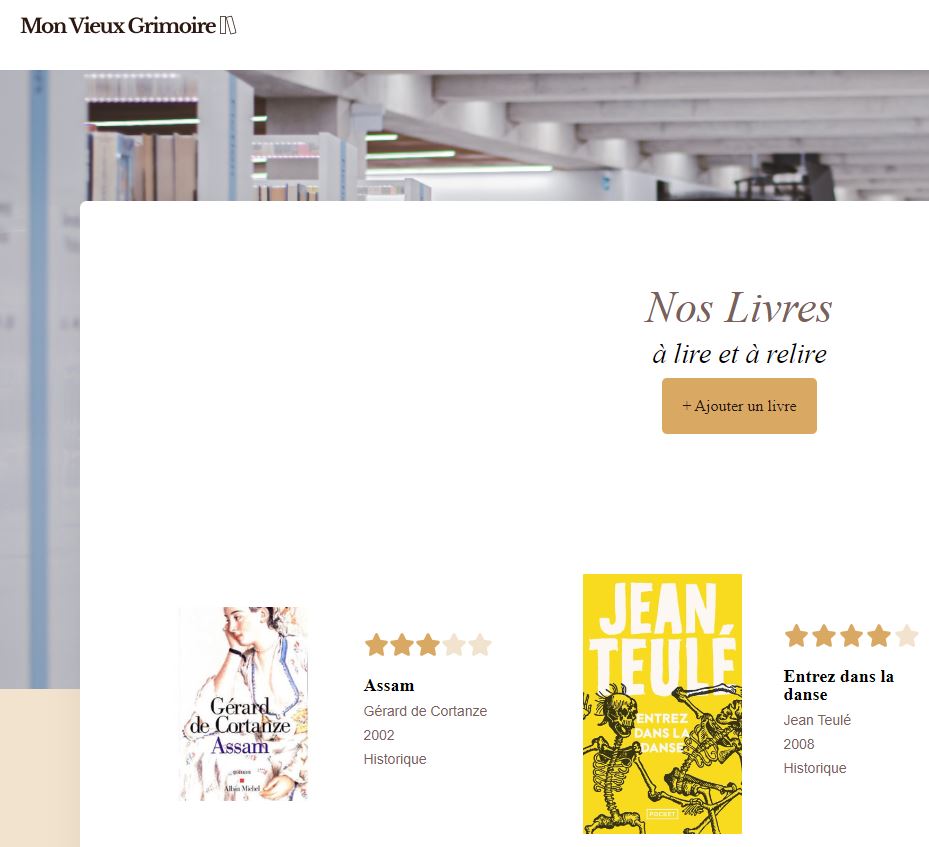 Mon Vieux Grimoire
Nos Livres
à lire et à relire
+ Ajouter un livre
Gérard
de Cortanze
Assam
roman
Albin Michel
Assam
Gérard de Cortanze
2002
Historique
JEAN
TEULÉ
ENTREZ
DANS LA
DANSE
POCKET
Entrez dans la
danse
Jean Teulé
2008
Historique